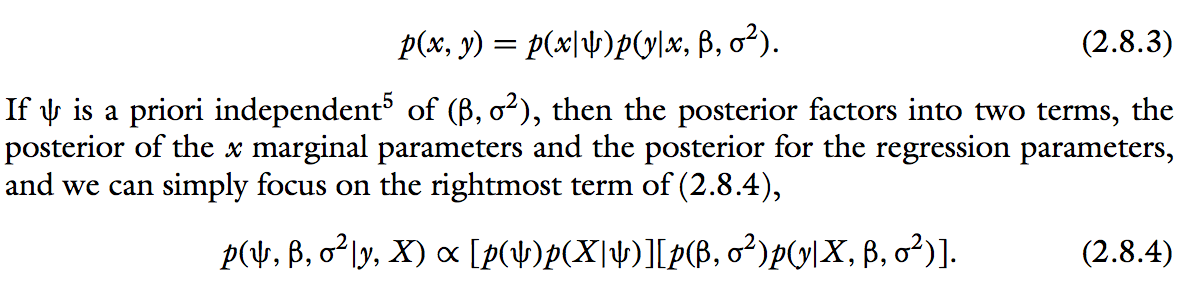 p(x, y) = p(x|ψ)p(y|x, β, σ²). (2.8.3)
If ψ is a priori independent⁵ of (β, σ²), then the posterior factors into two terms, the
posterior of the x marginal parameters and the posterior for the regression parameters,
and we can simply focus on the rightmost term of (2.8.4),
p(ψ, β, σ²|y, X) ∝ [p(ψ)p(X|ψ)][p(β, σ²)p(y|X, β, σ²)]. (2.8.4)